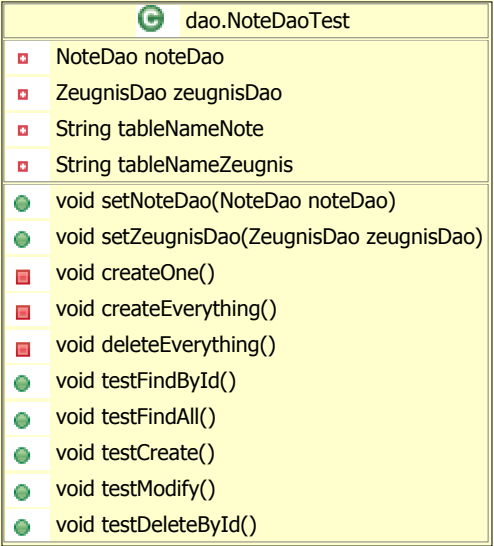 C dao.NoteDaoTest
NoteDao noteDao
ZeugnisDao zeugnisDao
String tableNameNote
String tableNameZeugnis
void setNoteDao(NoteDao noteDao)
void setZeugnisDao(ZeugnisDao zeugnisDao)
void createOne()
void createEverything()
void deleteEverything()
void testFindById()
void testFindAll()
void testCreate()
void testModify()
void testDeleteById()